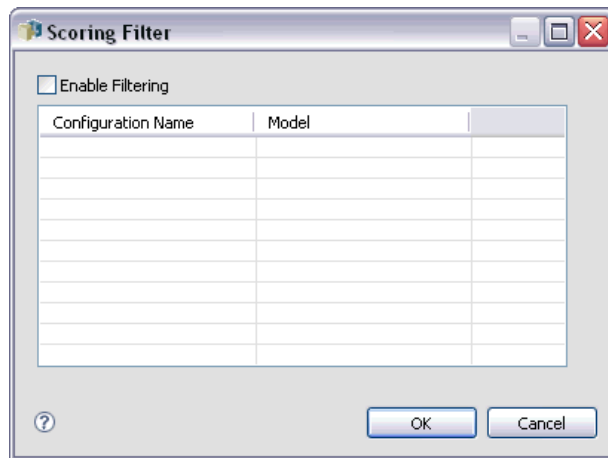 Scoring Filter
Enable Filtering
Configuration Name Model
?
OK Cancel